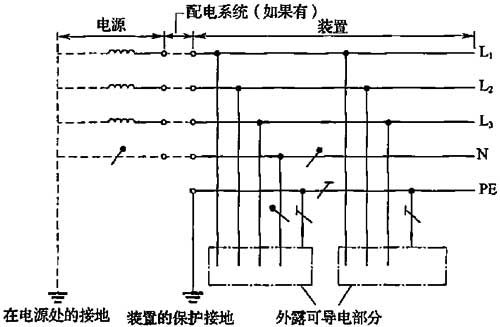 配电系统（如果有）
电源
装置
L₁
L₂
L₃
N
PE
在电源处的接地
装置的保护接地
外露可导电部分